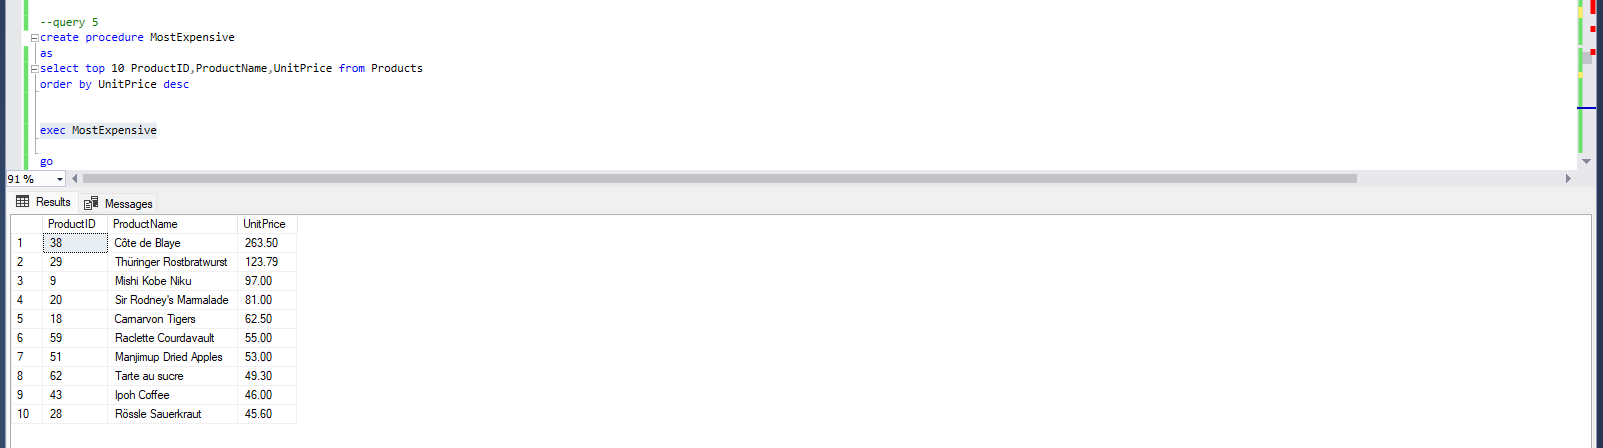 --query 5
create procedure MostExpensive
as
select top 10 ProductID,ProductName,UnitPrice from Products
order by UnitPrice desc
exec MostExpensive
go
91 %
Results Messages
ProductID ProductName UnitPrice
1 38 Côte de Blaye 263.50
2 29 Thüringer Rostbratwurst 123.79
3 9 Mishi Kobe Niku 97.00
4 20 Sir Rodney's Marmalade 81.00
5 18 Carnarvon Tigers 62.50
6 59 Raclette Courdavault 55.00
7 51 Manjimup Dried Apples 53.00
8 62 Tarte au sucre 49.30
9 43 Ipoh Coffee 46.00
10 28 Rössle Sauerkraut 45.60